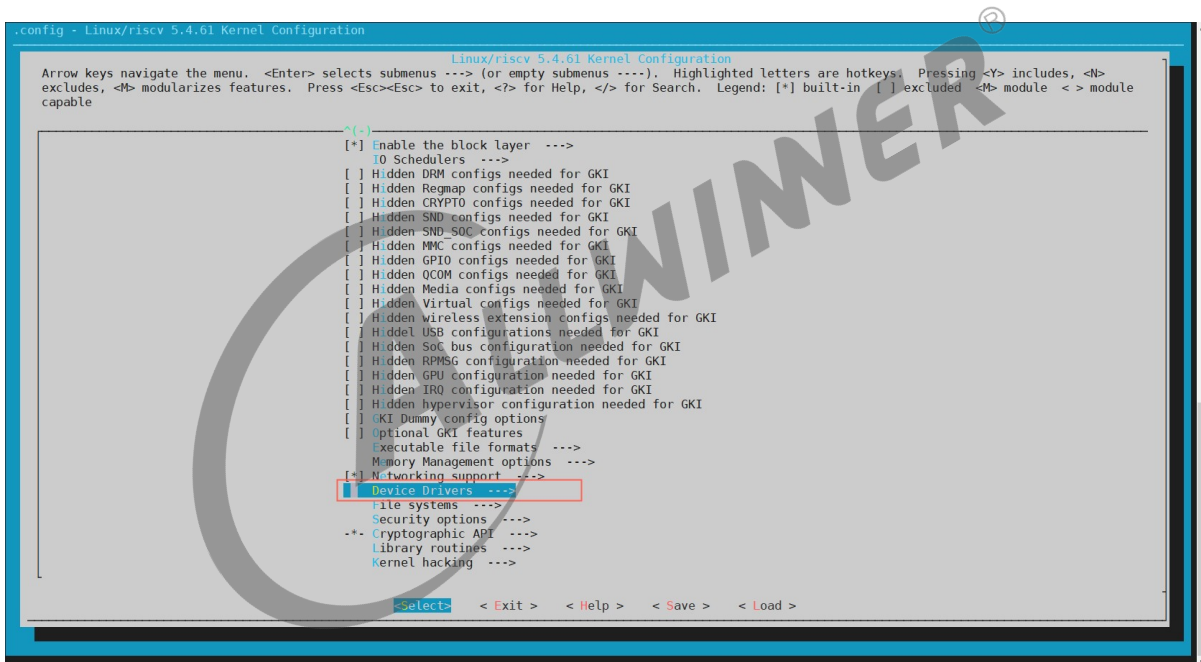 .config - Linux/riscv 5.4.61 Kernel Configuration
Linux/riscv 5.4.61 Kernel Configuration
Arrow keys navigate the menu. <Enter> selects submenus ---> (or empty submenus ----). Highlighted letters are hotkeys. Pressing <Y> includes, <N>
excludes, <M> modularizes features. Press <Esc><Esc> to exit, <?> for Help, </> for Search. Legend: [*] built-in [ ] excluded <M> module < > module
capable
^(-)
[*] Enable the block layer --->
IO Schedulers --->
[ ] Hidden DRM configs needed for GKI
[ ] Hidden Regmap configs needed for GKI
[ ] Hidden CRYPTO configs needed for GKI
[ ] Hidden SND configs needed for GKI
[ ] Hidden SND_SOC configs needed for GKI
[ ] Hidden MMC configs needed for GKI
[ ] Hidden GPIO configs needed for GKI
[ ] Hidden QCOM configs needed for GKI
[ ] Hidden Media configs needed for GKI
[ ] Hidden Virtual configs needed for GKI
[ ] Hidden wireless extension configs needed for GKI
[ ] Hiddel USB configurations needed for GKI
[ ] Hidden SoC bus configuration needed for GKI
[ ] Hidden RPMSG configuration needed for GKI
[ ] Hidden GPU configuration needed for GKI
[ ] Hidden IRQ configuration needed for GKI
[ ] Hidden hypervisor configuration needed for GKI
[ ] GKI Dummy config options
[ ] Optional GKI features
Executable file formats --->
Memory Management options --->
[*] Networking support --->
Device Drivers --->
File systems --->
Security options --->
-*- Cryptographic API --->
Library routines --->
Kernel hacking --->
<Select> < Exit > < Help > < Save > < Load >
ALLWINNER®